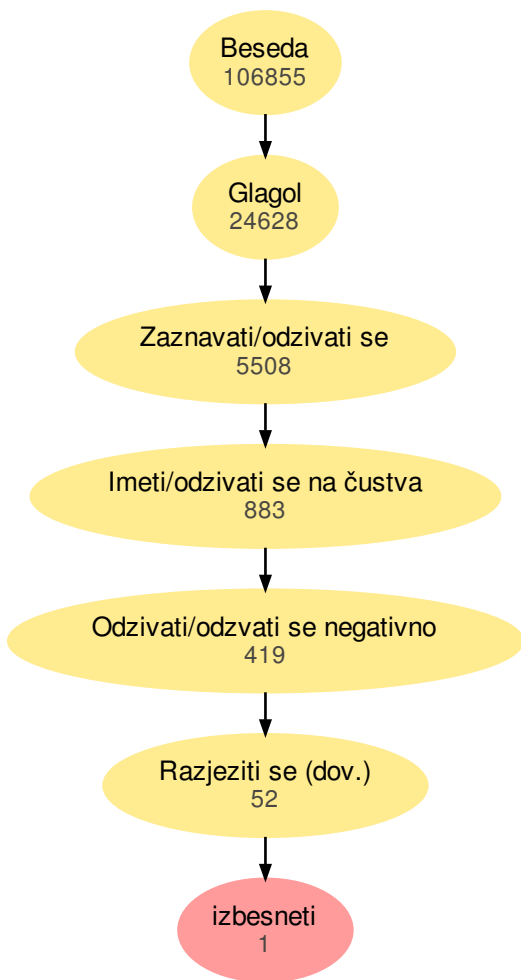 Beseda
106855
Glagol
24628
Zaznavati/odzivati se
5508
Imeti/odzivati se na čustva
883
Odzivati/odzvati se negativno
419
Razjeziti se (dov.)
52
izbesneti
1